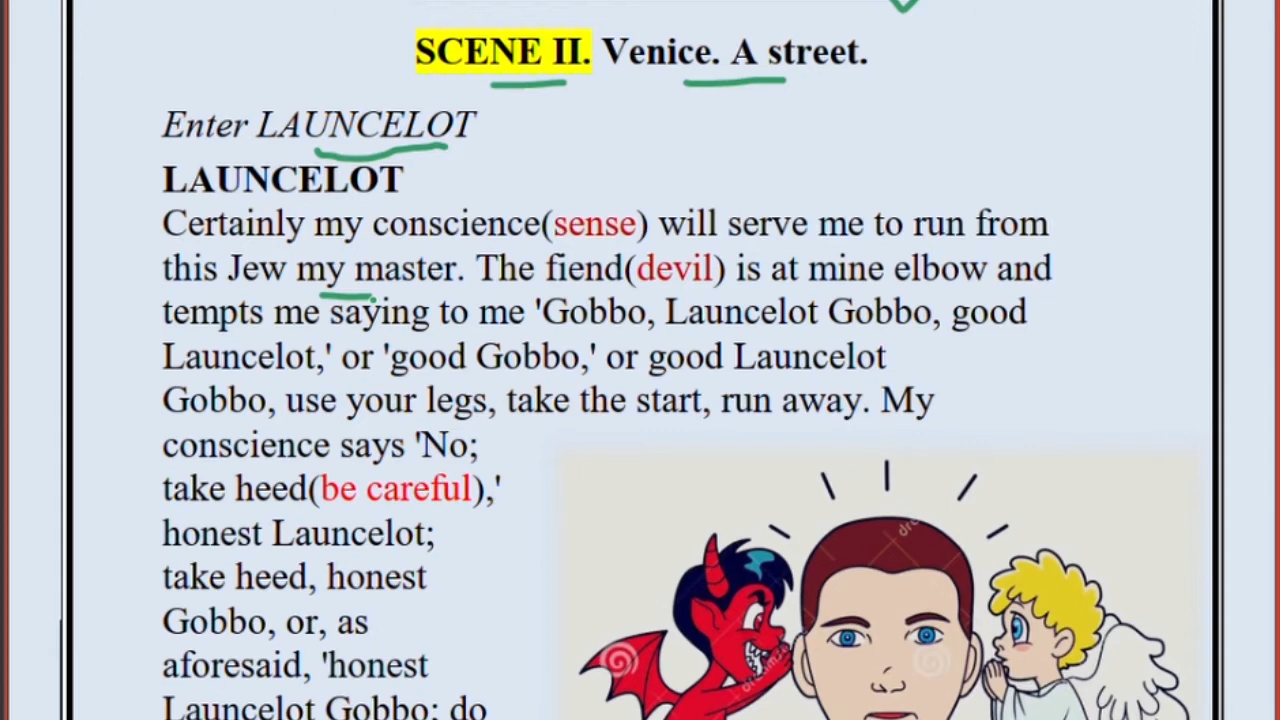 SCENE II. Venice. A street.
Enter LAUNCELOT
LAUNCELOT
Certainly my conscience(sense) will serve me to run from
this Jew my master. The fiend(devil) is at mine elbow and
tempts me saying to me 'Gobbo, Launcelot Gobbo, good
Launcelot,' or 'good Gobbo,' or good Launcelot
Gobbo, use your legs, take the start, run away. My
conscience says 'No;
take heed(be careful),'
honest Launcelot;
take heed, honest
Gobbo, or, as
aforesaid, 'honest
Launcelot Gobbo; do